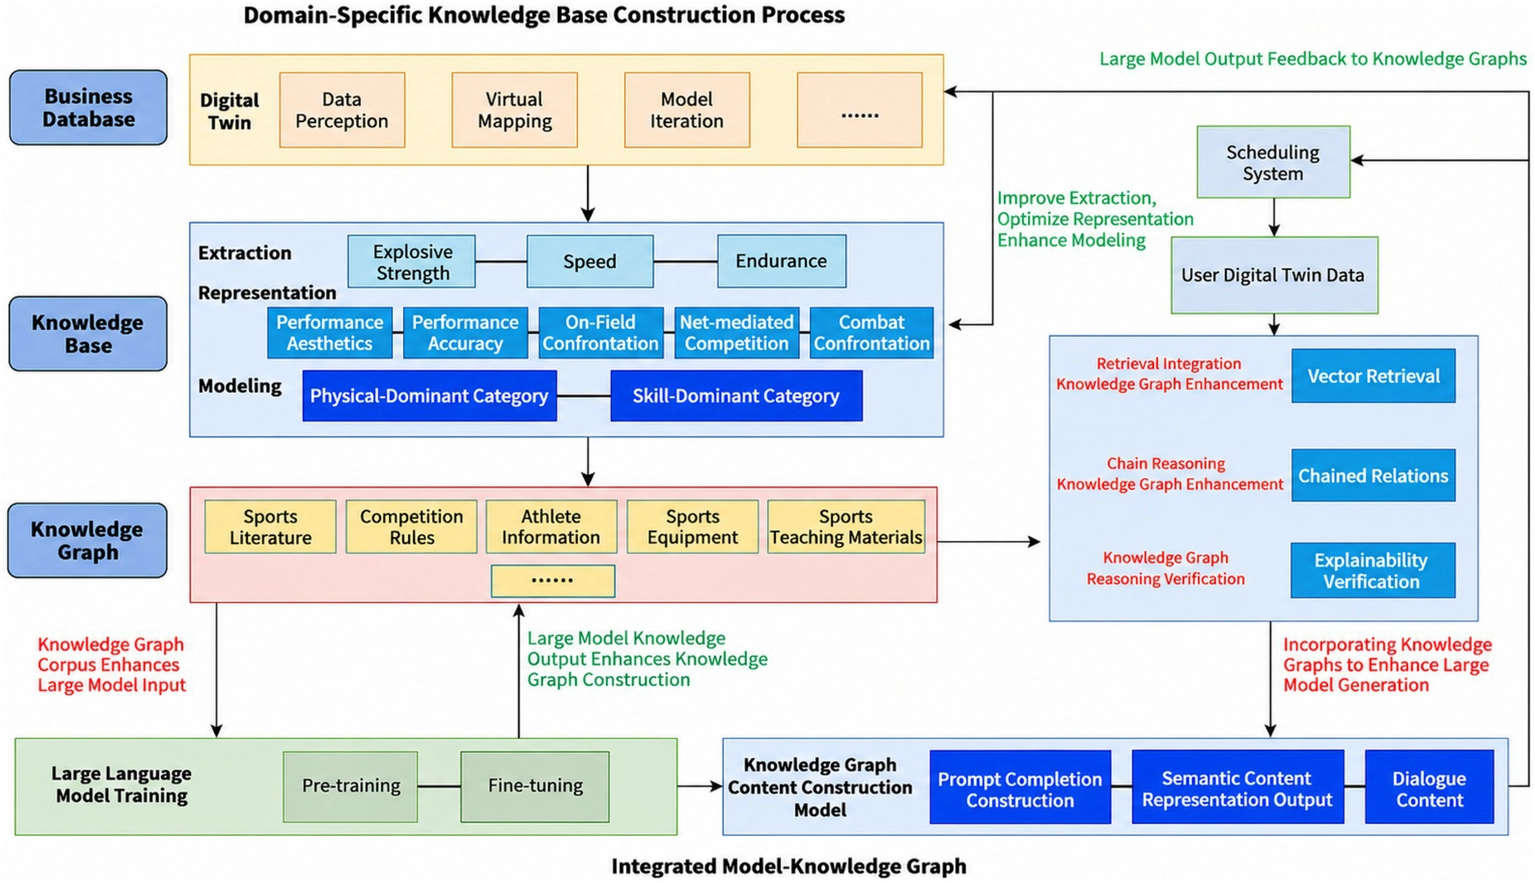 Domain-Specific Knowledge Base Construction Process
Large Model Output Feedback to Knowledge Graphs
Business
Database
Digital
Twin
Data
Perception
Virtual
Mapping
Model
Iteration
......
Scheduling
System
Improve Extraction,
Optimize Representation
Enhance Modeling
User Digital Twin Data
Knowledge
Base
Extraction
Explosive
Strength
Speed
Endurance
Representation
Performance
Aesthetics
Performance
Accuracy
On-Field
Confrontation
Net-mediated
Competition
Combat
Confrontation
Modeling
Physical-Dominant Category
Skill-Dominant Category
Retrieval Integration
Knowledge Graph Enhancement
Vector Retrieval
Chain Reasoning
Knowledge Graph Enhancement
Chained Relations
Knowledge Graph
Reasoning Verification
Explainability
Verification
Knowledge
Graph
Sports
Literature
Competition
Rules
Athlete
Information
Sports
Equipment
Sports
Teaching Materials
......
Knowledge Graph
Corpus Enhances
Large Model Input
Large Model Knowledge
Output Enhances Knowledge
Graph Construction
Incorporating Knowledge
Graphs to Enhance Large
Model Generation
Large Language
Model Training
Pre-training
Fine-tuning
Knowledge Graph
Content Construction
Model
Prompt Completion
Construction
Semantic Content
Representation Output
Dialogue
Content
Integrated Model-Knowledge Graph